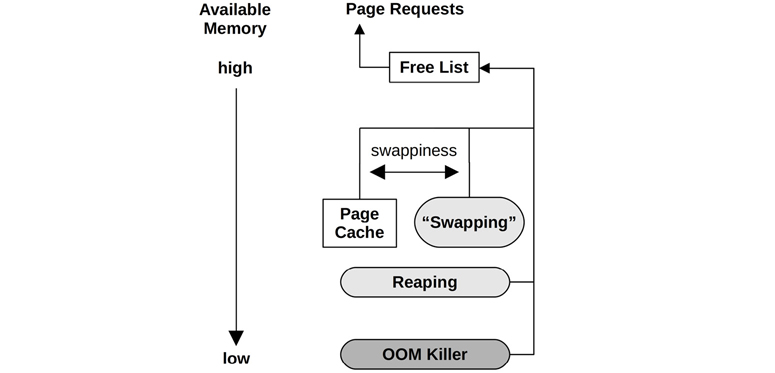 Available
Memory
Page Requests
high
Free List
swappiness
Page
Cache
“Swapping”
Reaping
OOM Killer
low